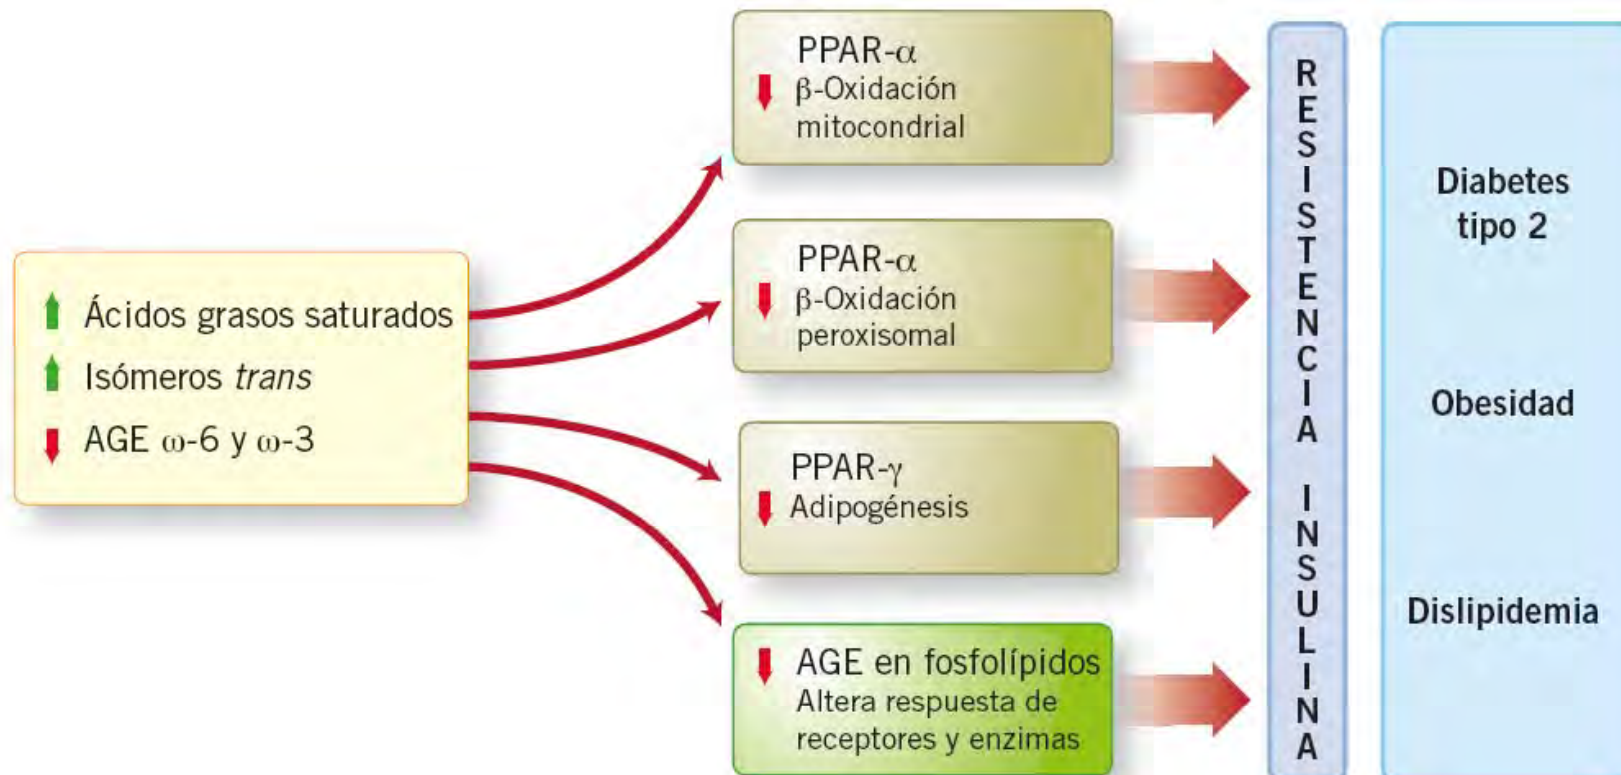 Ácidos grasos saturados
Isómeros trans
AGE ω-6 y ω-3
PPAR-α
β-Oxidación
mitocondrial
PPAR-α
β-Oxidación
peroxisomal
PPAR-γ
Adipogénesis
AGE en fosfolípidos
Altera respuesta de
receptores y enzimas
RESISTENCIA INSULINA
Diabetes
tipo 2
Obesidad
Dislipidemia